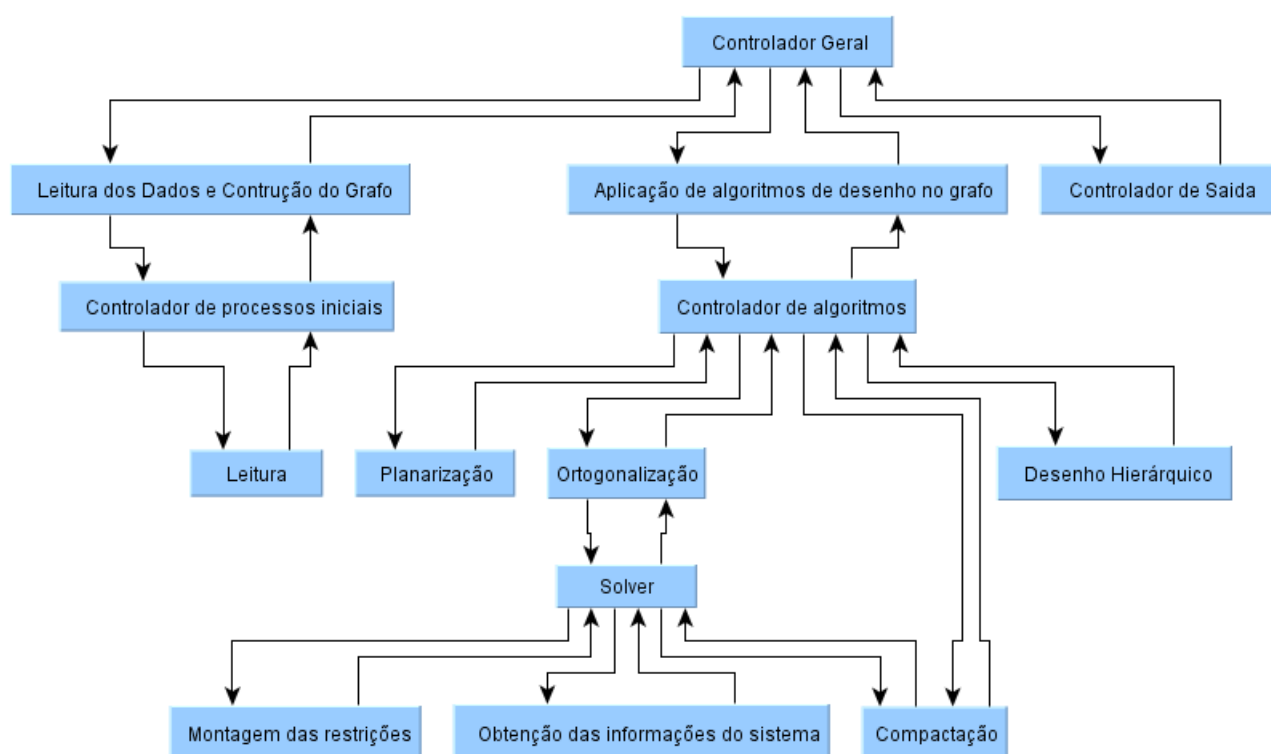 Controlador Geral
Leitura dos Dados e Contrução do Grafo
Aplicação de algoritmos de desenho no grafo
Controlador de Saida
Controlador de processos iniciais
Controlador de algoritmos
Leitura
Planarização
Ortogonalização
Desenho Hierárquico
Solver
Montagem das restrições
Obtenção das informações do sistema
Compactação